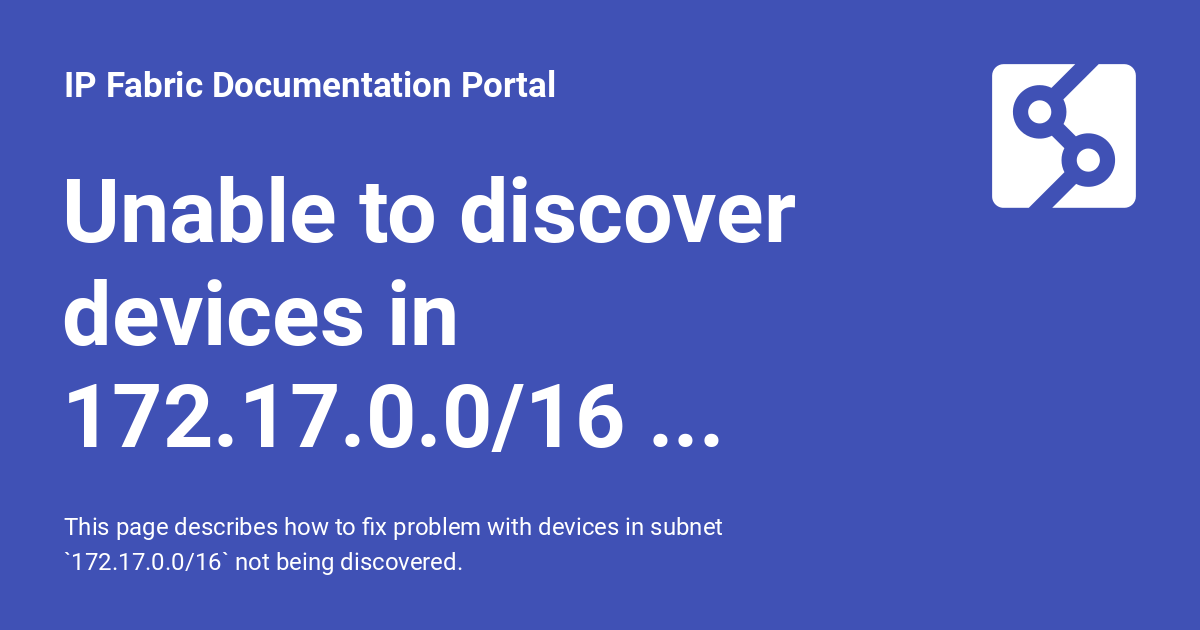 IP Fabric Documentation Portal
Unable to discover
devices in
172.17.0.0/16 ...
This page describes how to fix problem with devices in subnet
`172.17.0.0/16` not being discovered.